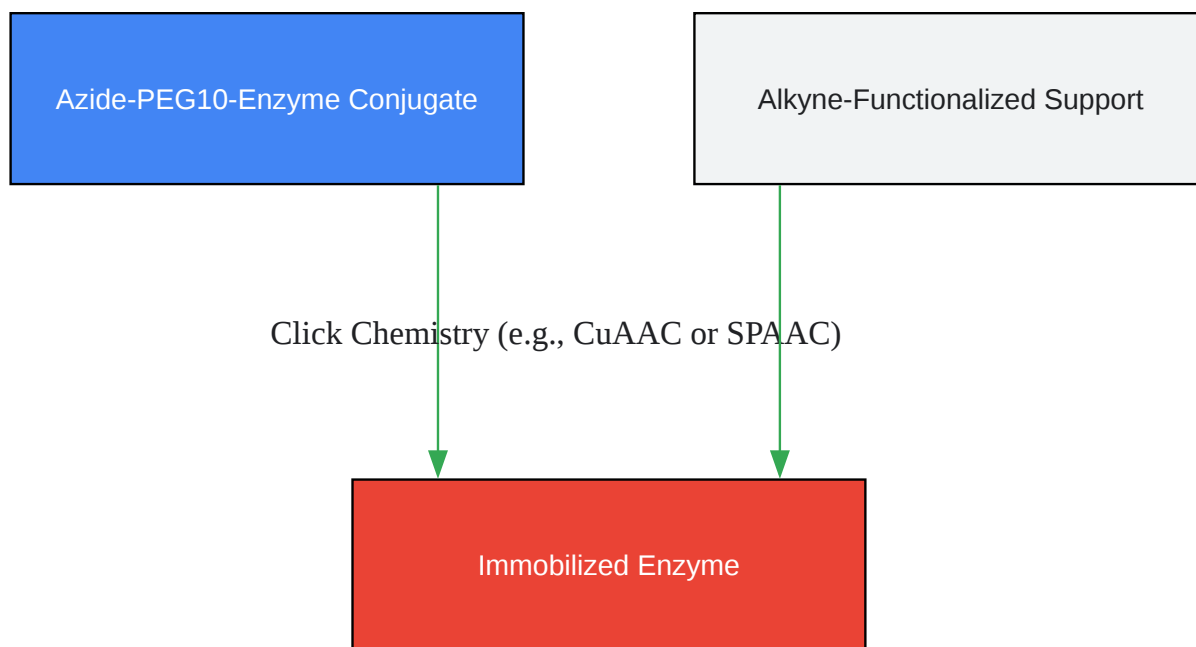 Azide-PEG10-Enzyme Conjugate
Alkyne-Functionalized Support
Click Chemistry (e.g., CuAAC or SPAAC)
Immobilized Enzyme